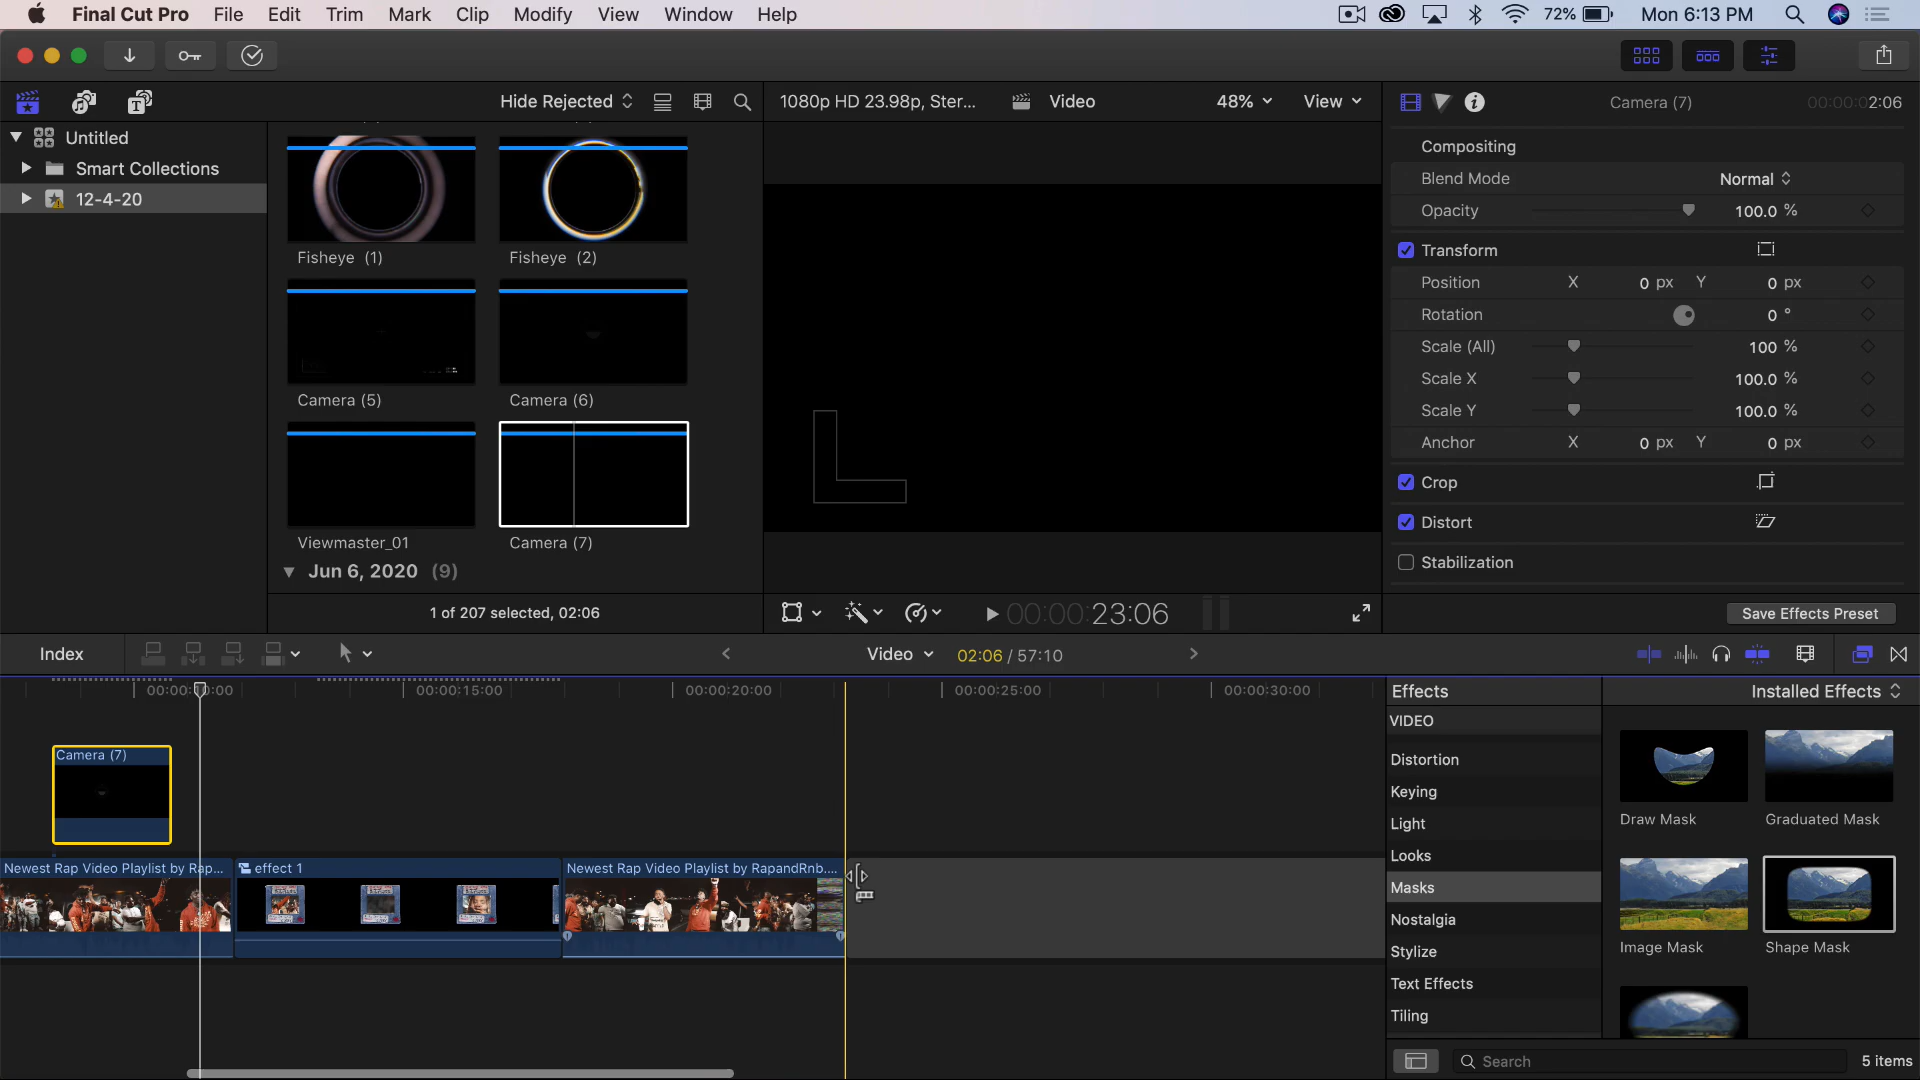 Final Cut Pro File Edit Trim Mark Clip Modify View Window Help 72% Mon 6:13 PM
Hide Rejected 1080p HD 23.98p, Ster... Video 48% View Camera (7) 00:00:02:06
Untitled
Smart Collections
12-4-20
Fisheye (1) Fisheye (2)
Camera (5) Camera (6)
Viewmaster_01 Camera (7)
Jun 6, 2020 (9)
1 of 207 selected, 02:06
00:00:00:23:06
Compositing
Blend Mode Normal
Opacity 100.0 %
Transform
Position X 0 px Y 0 px
Rotation 0 °
Scale (All) 100 %
Scale X 100.0 %
Scale Y 100.0 %
Anchor X 0 px Y 0 px
Crop
Distort
Stabilization
Save Effects Preset
Index Video 02:06 / 57:10
00:00:10:00 00:00:15:00 00:00:20:00 00:00:25:00 00:00:30:00
Camera (7)
Newest Rap Video Playlist by Rap... effect 1 Newest Rap Video Playlist by RapandRnb....
Effects Installed Effects
VIDEO
Distortion
Keying
Light
Looks
Masks
Nostalgia
Stylize
Text Effects
Tiling
Draw Mask Graduated Mask
Image Mask Shape Mask
Search 5 items